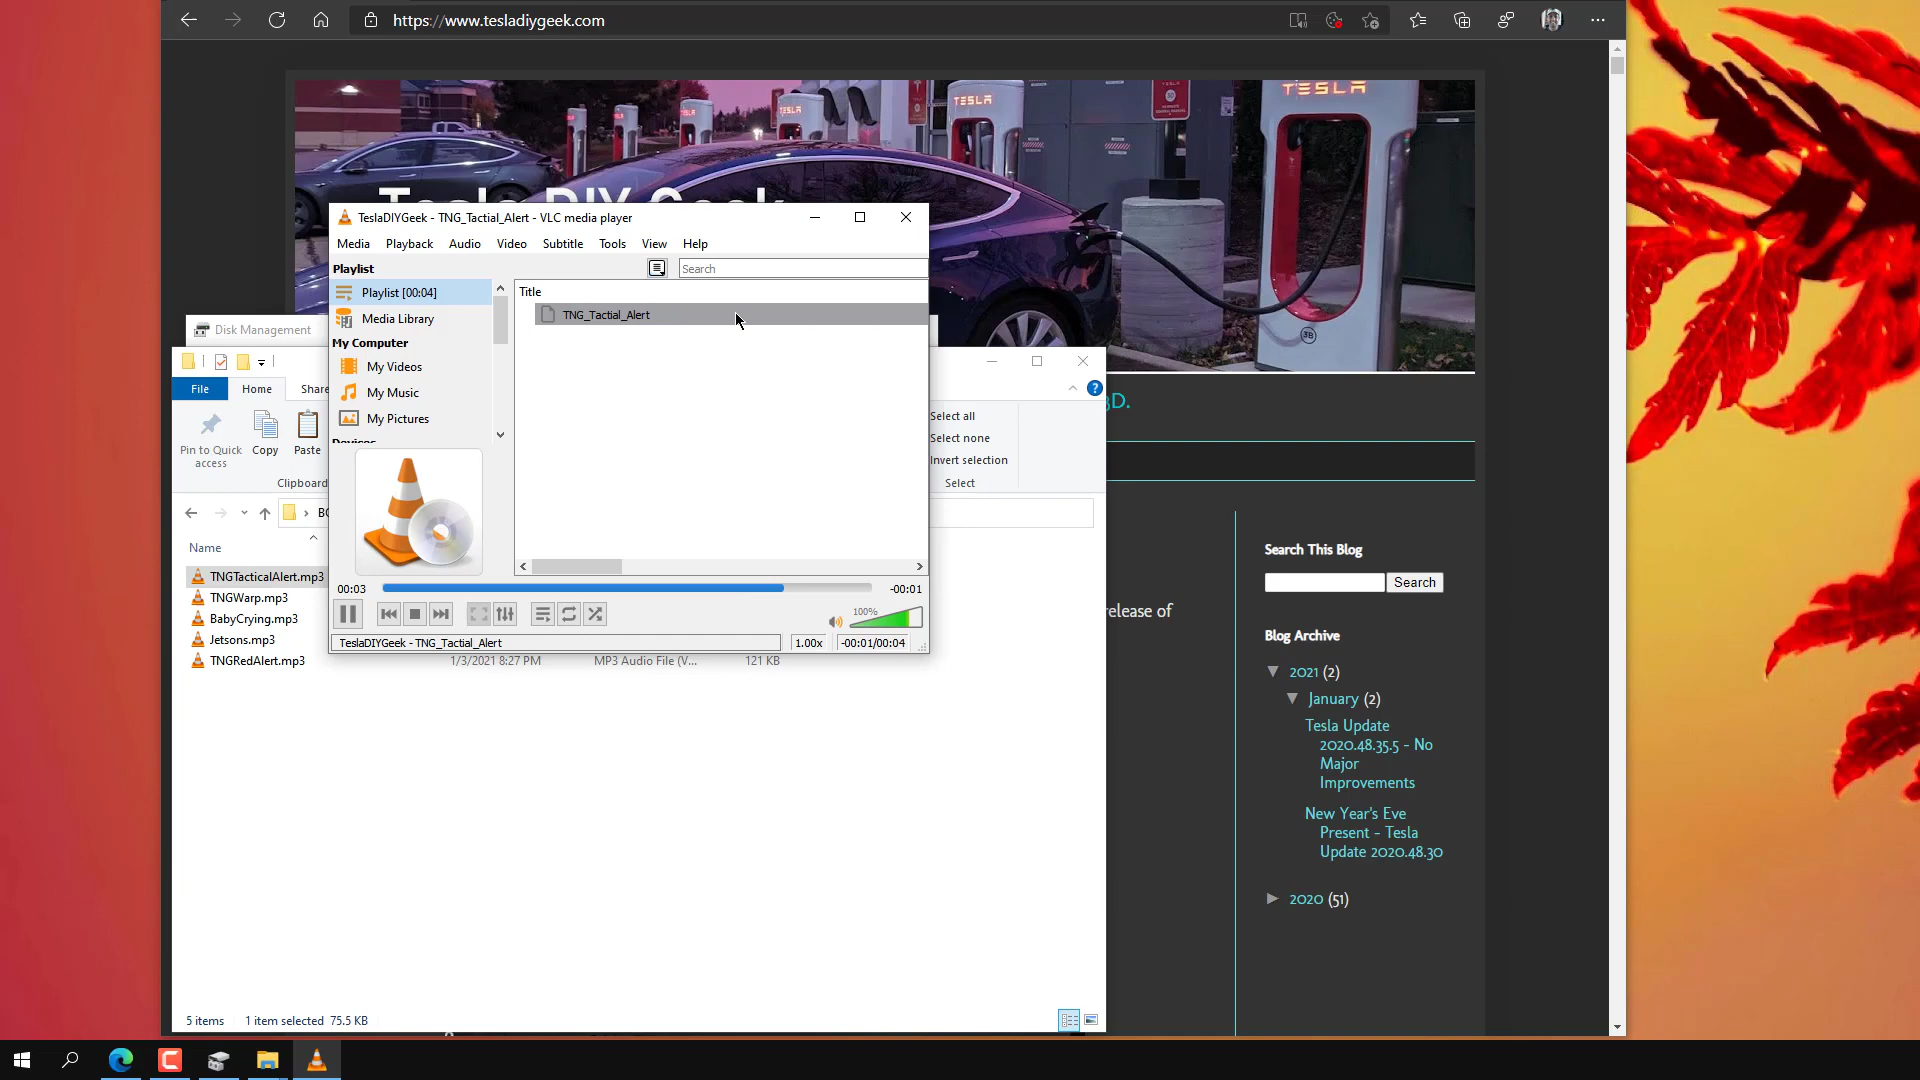 https://www.tesladiygeek.com
TESLA
TESLA
TESLA
Tesla DIY Geek
3B
3D.
TeslaDIYGeek - TNG_Tactial_Alert - VLC media player
Media Playback Audio Video Subtitle Tools View Help
Playlist
Search
Playlist [00:04]
Title
Media Library
TNG_Tactial_Alert
My Computer
My Videos
My Music
My Pictures
Devices
00:03
-00:01
100%
TeslaDIYGeek - TNG_Tactial_Alert
1.00x
-00:01/00:04
Disk Management
File
Home
Share
Pin to Quick
access
Copy
Paste
Clipboard
Select all
Select none
Invert selection
Select
Name
TNGTacticalAlert.mp3
TNGWarp.mp3
BabyCrying.mp3
Jetsons.mp3
TNGRedAlert.mp3
1/3/2021 8:27 PM
MP3 Audio File (V...
121 KB
5 items
1 item selected 75.5 KB
release of
Search This Blog
Search
Blog Archive
▼ 2021 (2)
▼ January (2)
Tesla Update
2020.48.35.5 - No
Major
Improvements
New Year's Eve
Present - Tesla
Update 2020.48.30
► 2020 (51)